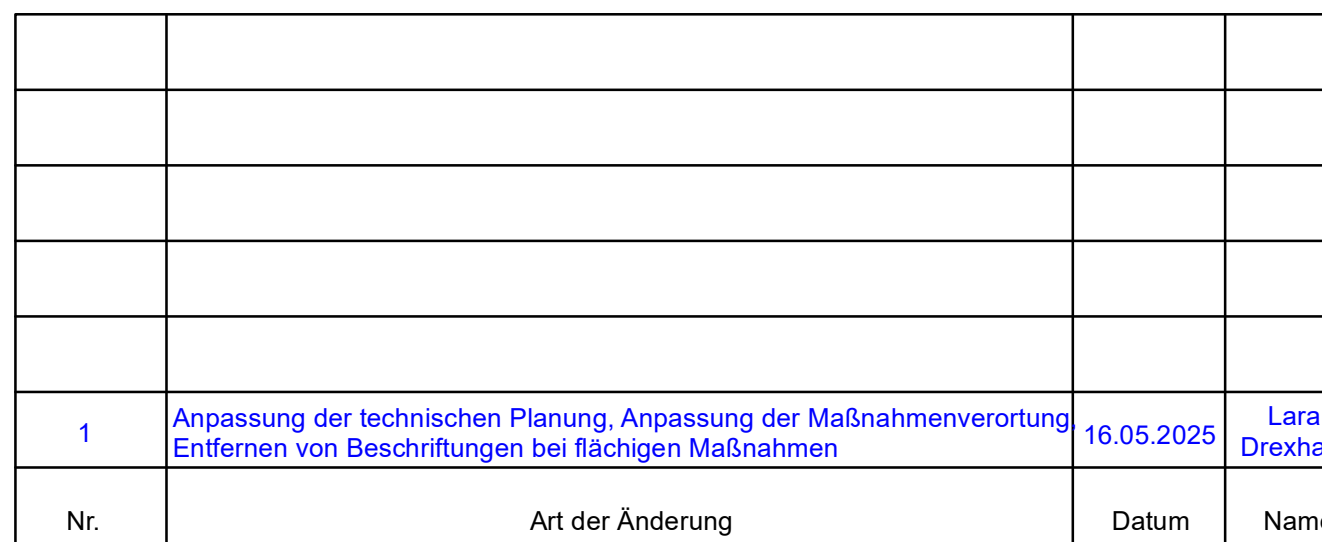 1 Anpassung der technischen Planung, Anpassung der Maßnahmenverortung, 16.05.2025 Lara
Entfernen von Beschriftungen bei flächigen Maßnahmen
Nr. Art der Änderung Datum